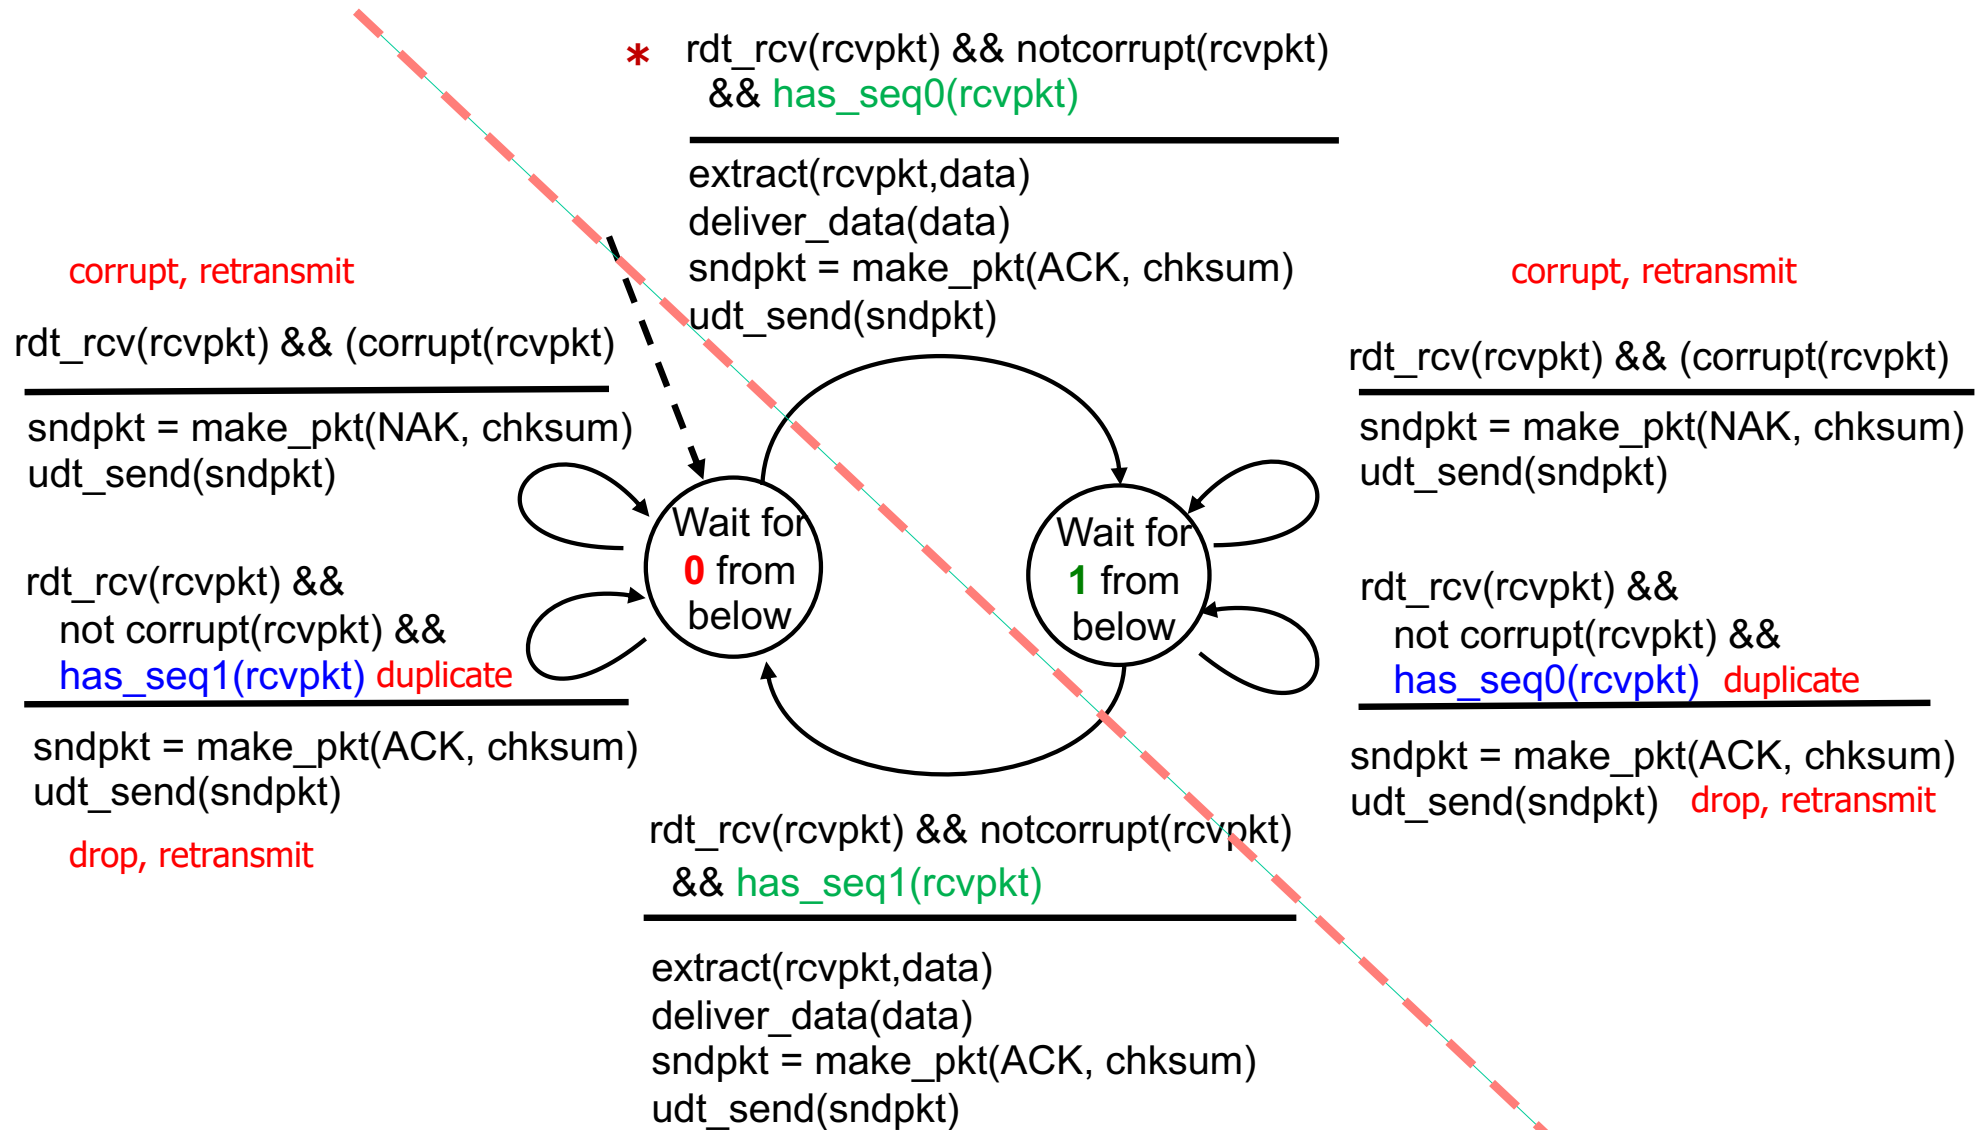 * rdt_rcv(rcvpkt) && notcorrupt(rcvpkt)
&& has_seq0(rcvpkt)
extract(rcvpkt,data)
deliver_data(data)
sndpkt = make_pkt(ACK, chksum)
udt_send(sndpkt)
corrupt, retransmit
rdt_rcv(rcvpkt) && (corrupt(rcvpkt)
sndpkt = make_pkt(NAK, chksum)
udt_send(sndpkt)
rdt_rcv(rcvpkt) &&
not corrupt(rcvpkt) &&
has_seq1(rcvpkt) duplicate
sndpkt = make_pkt(ACK, chksum)
udt_send(sndpkt)
drop, retransmit
Wait for
0 from
below
Wait for
1 from
below
corrupt, retransmit
rdt_rcv(rcvpkt) && (corrupt(rcvpkt)
sndpkt = make_pkt(NAK, chksum)
udt_send(sndpkt)
rdt_rcv(rcvpkt) &&
not corrupt(rcvpkt) &&
has_seq0(rcvpkt) duplicate
sndpkt = make_pkt(ACK, chksum)
udt_send(sndpkt) drop, retransmit
rdt_rcv(rcvpkt) && notcorrupt(rcvpkt)
&& has_seq1(rcvpkt)
extract(rcvpkt,data)
deliver_data(data)
sndpkt = make_pkt(ACK, chksum)
udt_send(sndpkt)